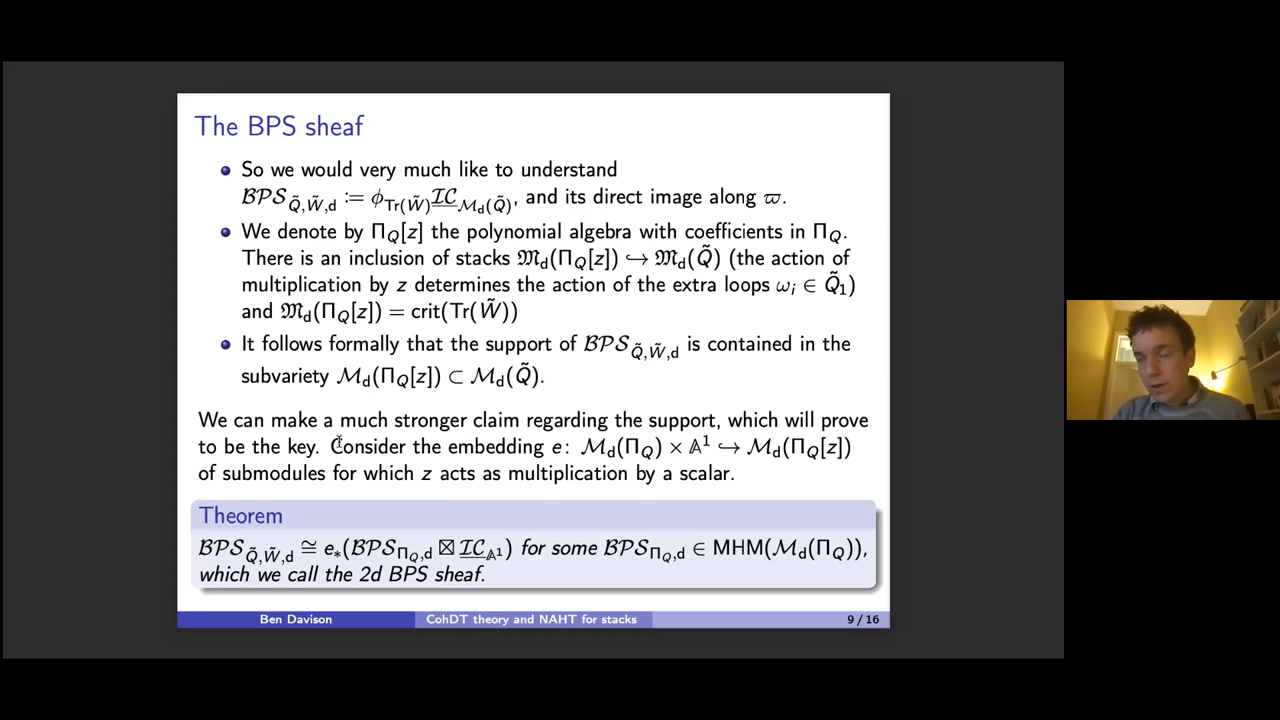 The BPS sheaf
So we would very much like to understand
𝓑𝓟𝓢_{Q̃,W̃,d} := ϕ_{Tr(W̃)} 𝓘𝓒_{𝓜_d(Q̃)}, and its direct image along ϖ.
We denote by Π_Q[z] the polynomial algebra with coefficients in Π_Q.
There is an inclusion of stacks 𝔐_d(Π_Q[z]) ↪ 𝔐_d(Q̃) (the action of
multiplication by z determines the action of the extra loops ω_i ∈ Q̃_1)
and 𝔐_d(Π_Q[z]) = crit(Tr(W̃))
It follows formally that the support of 𝓑𝓟𝓢_{Q̃,W̃,d} is contained in the
subvariety 𝓜_d(Π_Q[z]) ⊂ 𝓜_d(Q̃).
We can make a much stronger claim regarding the support, which will prove
to be the key. Consider the embedding e: 𝓜_d(Π_Q) × 𝔸^1 ↪ 𝓜_d(Π_Q[z])
of submodules for which z acts as multiplication by a scalar.
Theorem
𝓑𝓟𝓢_{Q̃,W̃,d} ≅ e_*(𝓑𝓟𝓢_{Π_Q,d} ⊠ 𝓘𝓒_{𝔸^1}) for some 𝓑𝓟𝓢_{Π_Q,d} ∈ MHM(𝓜_d(Π_Q)),
which we call the 2d BPS sheaf.
Ben Davison CohDT theory and NAHT for stacks 9 / 16